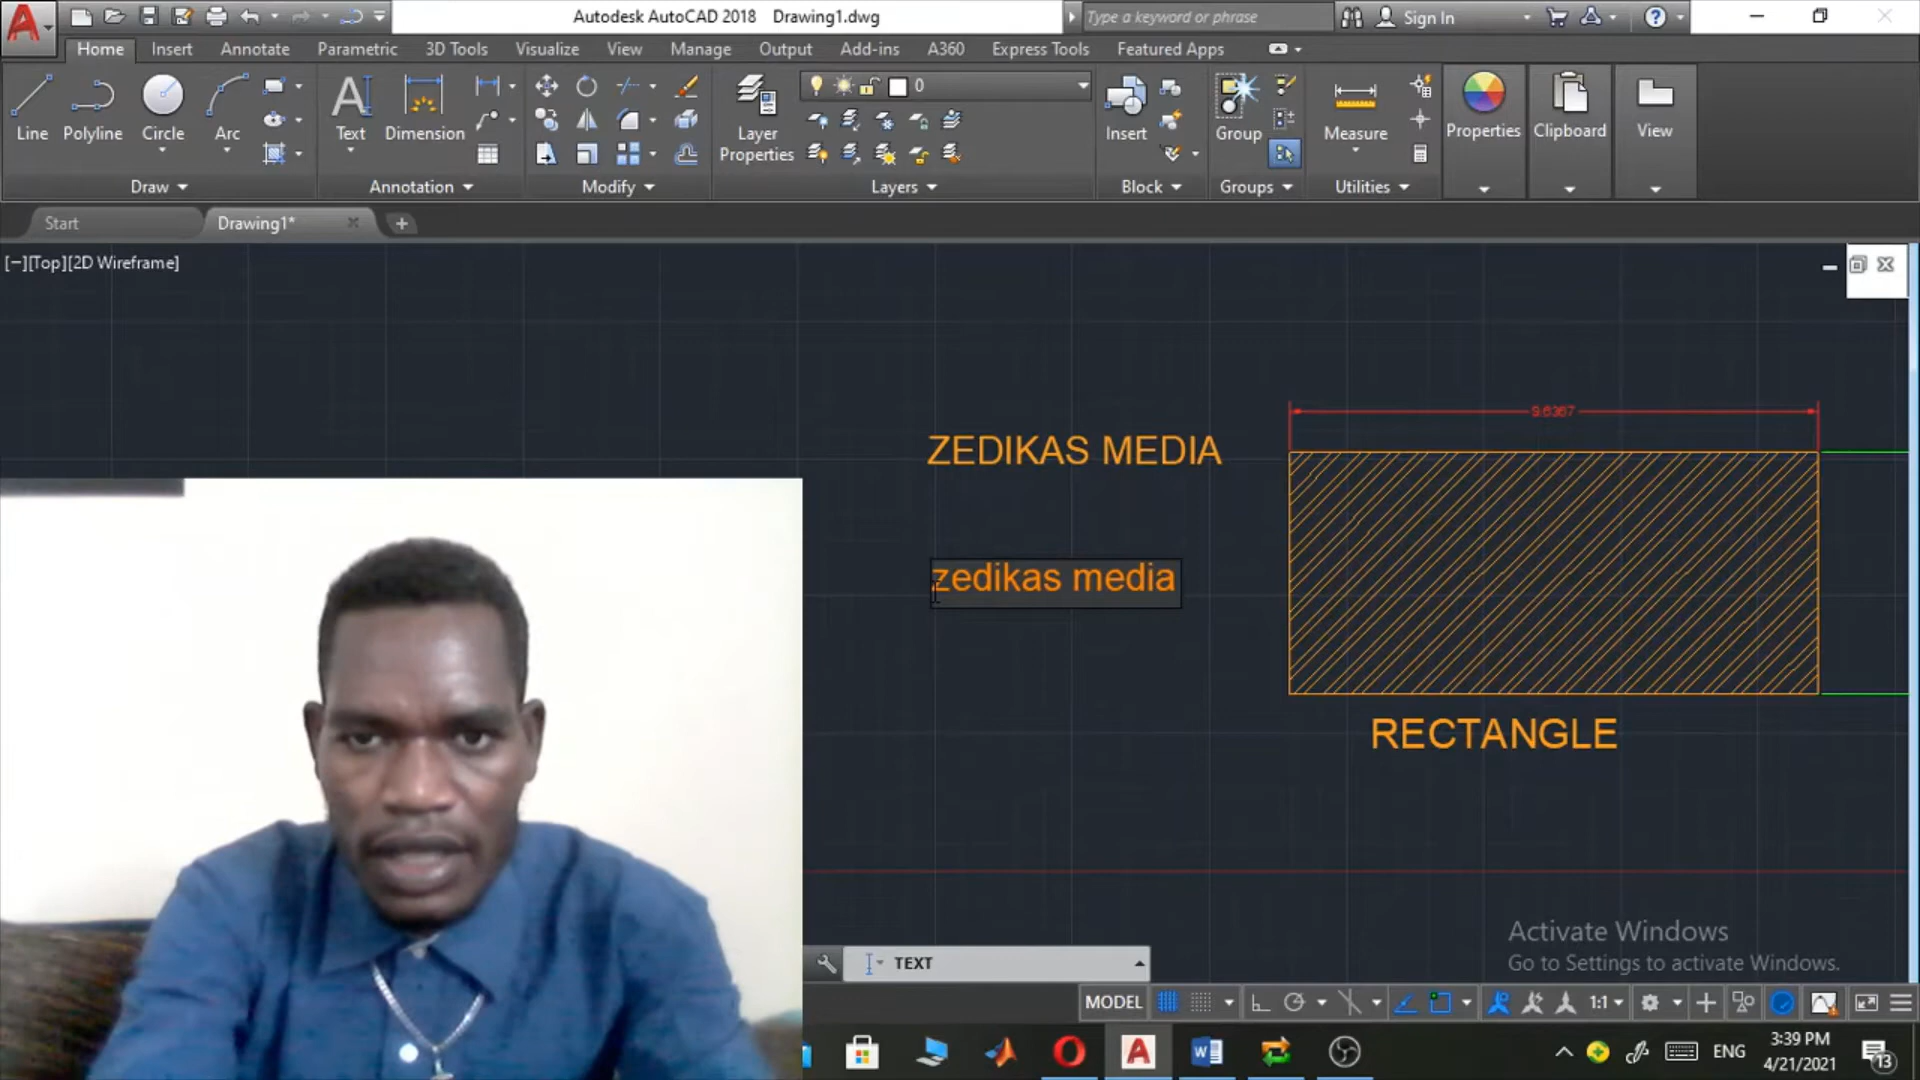 Autodesk AutoCAD 2018 Drawing1.dwg
Type a keyword or phrase
Sign In
Home Insert Annotate Parametric 3D Tools Visualize View Manage Output Add-ins A360 Express Tools Featured Apps
Line Polyline Circle Arc
Text Dimension
Layer Properties
0
Insert
Group
Measure
Properties
Clipboard
View
Draw
Annotation
Modify
Layers
Block
Groups
Utilities
Start
Drawing1*
[−][Top][2D Wireframe]
ZEDIKAS MEDIA
zedikas media
RECTANGLE
Activate Windows
Go to Settings to activate Windows.
TEXT
MODEL
1:1
ENG
3:39 PM
4/21/2021
13